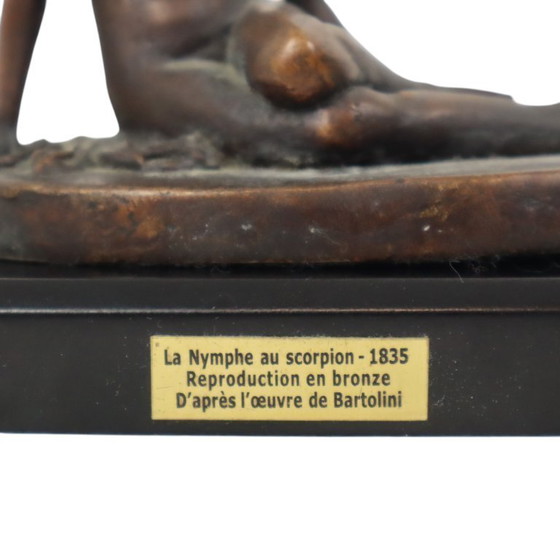 La Nymphe au scorpion - 1835
Reproduction en bronze
D'après l'œuvre de Bartolini